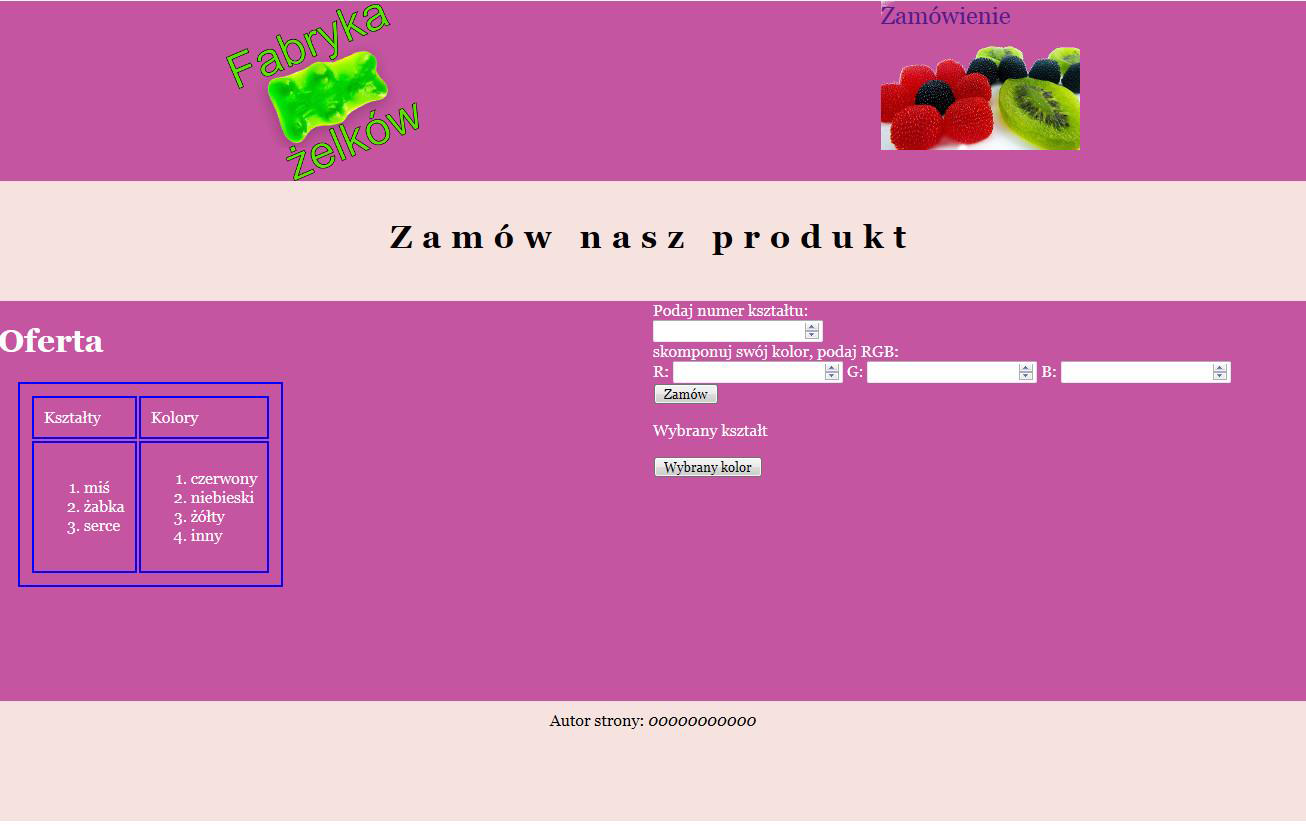 Fabryka
żelków
Zamówienie
Zamów nasz produkt
Oferta
Kształty Kolory
1. miś
2. żabka
3. serce
1. czerwony
2. niebieski
3. żółty
4. inny
Podaj numer kształtu:
skomponuj swój kolor, podaj RGB:
R: G: B:
Zamów
Wybrany kształt
Wybrany kolor
Autor strony: 00000000000